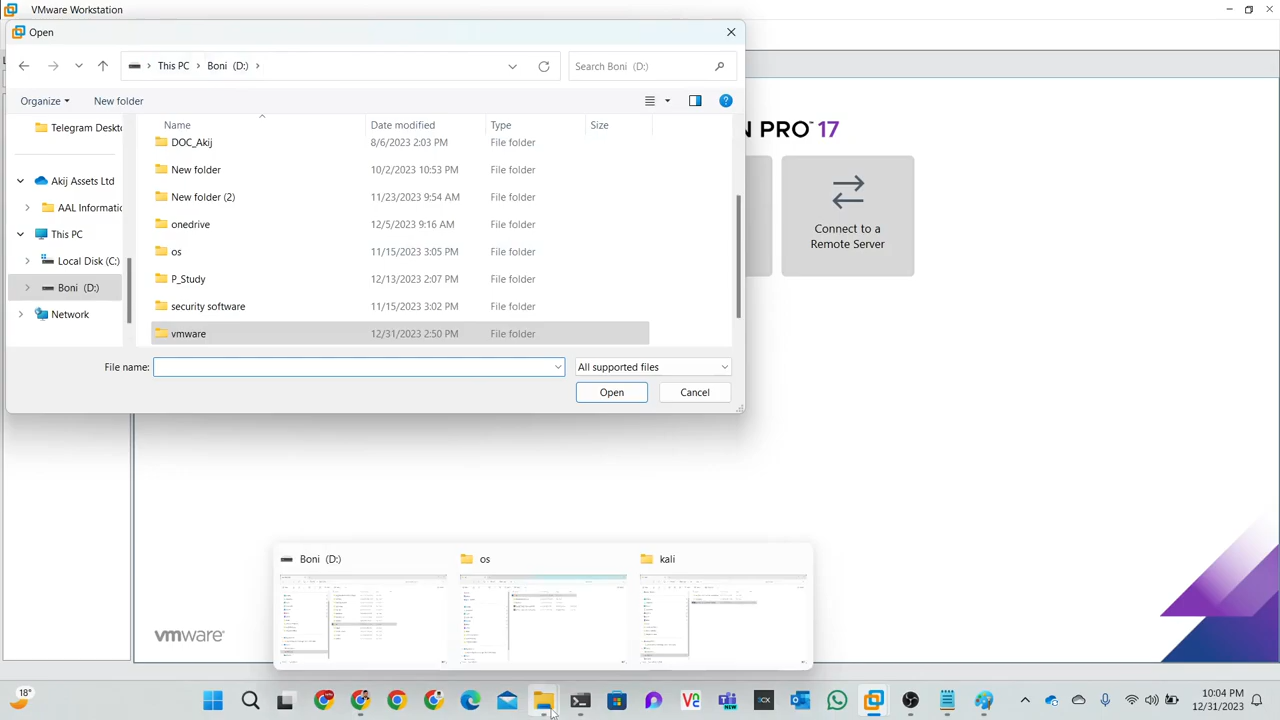 VMware Workstation
Open
This PC
Boni (D:)
Search Boni (D:)
Organize
New folder
Telegram Deskt
Akij Assets Ltd
AAL Informatic
This PC
Local Disk (C:)
Boni (D:)
Network
Name Date modified Type Size
DOC_Akij 8/6/2023 2:03 PM File folder
New folder 10/2/2023 10:53 PM File folder
New folder (2) 11/23/2023 9:54 AM File folder
onedrive 12/5/2023 9:16 AM File folder
os 11/15/2023 3:05 PM File folder
P_Study 12/13/2023 2:07 PM File folder
security software 11/15/2023 3:02 PM File folder
vmware 12/31/2023 2:50 PM File folder
File name:
All supported files
Open Cancel
N PRO™ 17
Connect to a
Remote Server
Boni (D:)
os
kali
vmware
18°
NEW
3CX
10:04 PM
12/31/2023